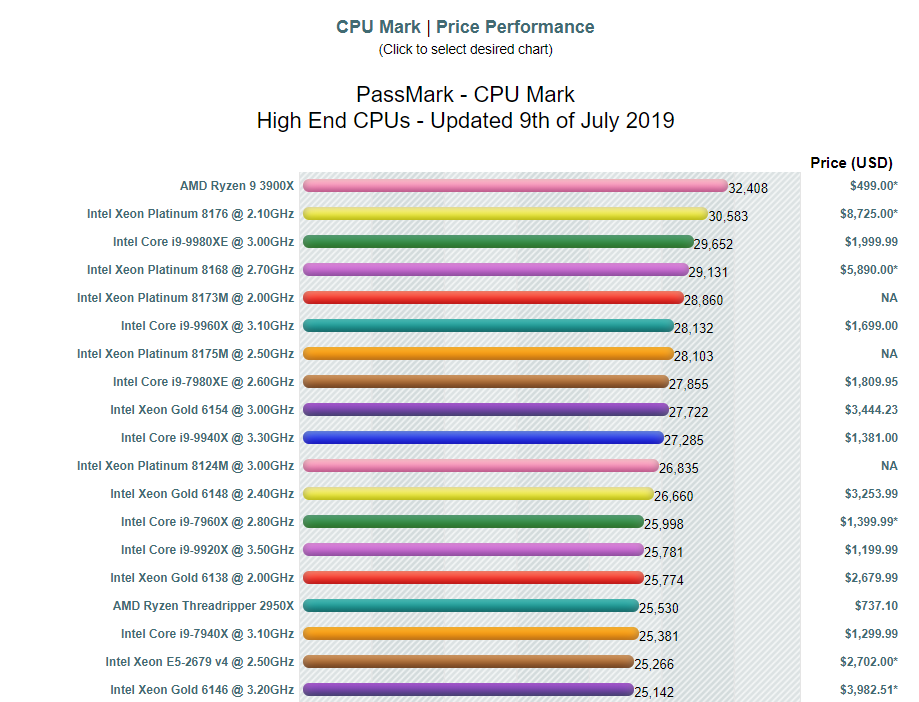 CPU Mark | Price Performance
(Click to select desired chart)
PassMark - CPU Mark
High End CPUs - Updated 9th of July 2019
Price (USD)
AMD Ryzen 9 3900X 32,408 $499.00*
Intel Xeon Platinum 8176 @ 2.10GHz 30,583 $8,725.00*
Intel Core i9-9980XE @ 3.00GHz 29,652 $1,999.99
Intel Xeon Platinum 8168 @ 2.70GHz 29,131 $5,890.00*
Intel Xeon Platinum 8173M @ 2.00GHz 28,860 NA
Intel Core i9-9960X @ 3.10GHz 28,132 $1,699.00
Intel Xeon Platinum 8175M @ 2.50GHz 28,103 NA
Intel Core i9-7980XE @ 2.60GHz 27,855 $1,809.95
Intel Xeon Gold 6154 @ 3.00GHz 27,722 $3,444.23
Intel Core i9-9940X @ 3.30GHz 27,285 $1,381.00
Intel Xeon Platinum 8124M @ 3.00GHz 26,835 NA
Intel Xeon Gold 6148 @ 2.40GHz 26,660 $3,253.99
Intel Core i9-7960X @ 2.80GHz 25,998 $1,399.99*
Intel Core i9-9920X @ 3.50GHz 25,781 $1,199.99
Intel Xeon Gold 6138 @ 2.00GHz 25,774 $2,679.99
AMD Ryzen Threadripper 2950X 25,530 $737.10
Intel Core i9-7940X @ 3.10GHz 25,381 $1,299.99
Intel Xeon E5-2679 v4 @ 2.50GHz 25,266 $2,702.00*
Intel Xeon Gold 6146 @ 3.20GHz 25,142 $3,982.51*